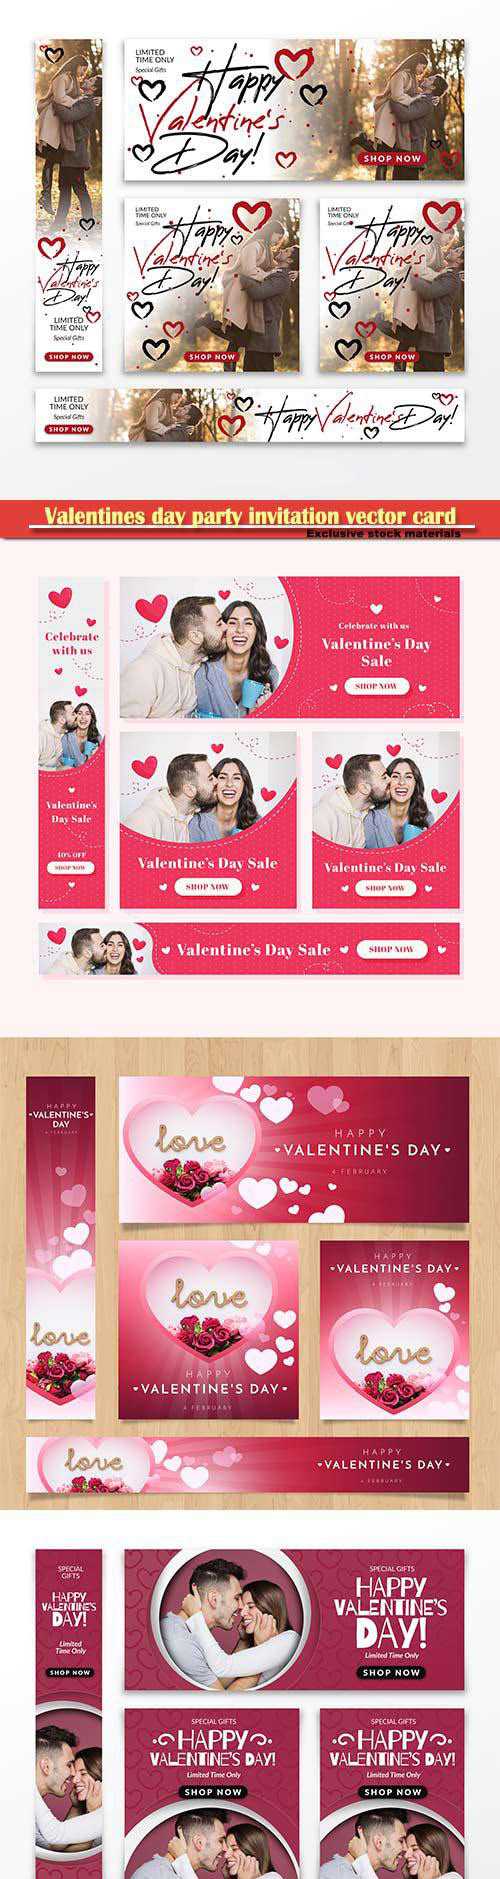 LIMITED
TIME ONLY
Special Gifts
Happy
Valentine's
Day!
SHOP NOW
LIMITED
TIME ONLY
Special Gifts
Happy
Valentine's
Day!
SHOP NOW
LIMITED
TIME ONLY
Special Gifts
Happy
Valentine's
Day!
SHOP NOW
Happy
Valentine's
Day!
LIMITED
TIME ONLY
Special Gifts
SHOP NOW
LIMITED
TIME ONLY
Special Gifts
SHOP NOW
Happy Valentine's Day!
Valentines day party invitation vector card
Exclusive stock materials
Celebrate
with us
Valentine's
Day Sale
40% OFF
SHOP NOW
Celebrate with us
Valentine's Day
Sale
SHOP NOW
Valentine's Day Sale
SHOP NOW
Valentine's Day Sale
SHOP NOW
Valentine's Day Sale
SHOP NOW
HAPPY
VALENTINE'S
DAY
4 FEBRUARY
love
love
HAPPY
VALENTINE'S DAY
4 FEBRUARY
love
HAPPY
VALENTINE'S DAY
4 FEBRUARY
HAPPY
VALENTINE'S DAY
4 FEBRUARY
love
love
HAPPY
VALENTINE'S DAY
4 FEBRUARY
SPECIAL
GIFTS
HAPPY
VALENTINE'S
DAY!
Limited
Time Only
SHOP NOW
SPECIAL GIFTS
HAPPY
VALENTINE'S
DAY!
Limited Time Only
SHOP NOW
SPECIAL GIFTS
HAPPY
VALENTINE'S DAY!
Limited Time Only
SHOP NOW
SPECIAL GIFTS
HAPPY
VALENTINE'S DAY!
Limited Time Only
SHOP NOW